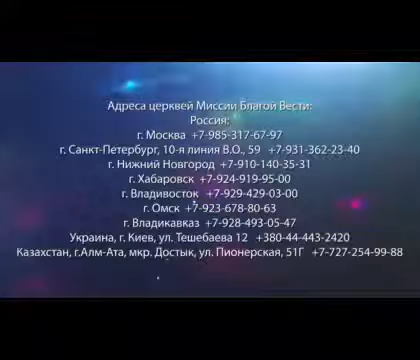 Адреса церквей Миссии Благой Вести:
Россия:
г. Москва +7-985-317-67-97
г. Санкт-Петербург, 10-я линия В.О., 59 +7-931-362-23-40
г. Нижний Новгород +7-910-140-35-31
г. Хабаровск +7-924-919-95-00
г. Владивосток +7-929-429-03-00
г. Омск +7-923-678-80-63
г. Владикавказ +7-928-493-05-47
Украина, г. Киев, ул. Тешебаева 12 +380-44-443-2420
Казахстан, г.Алм-Ата, мкр. Достык, ул. Пионерская, 51Г +7-727-254-99-88